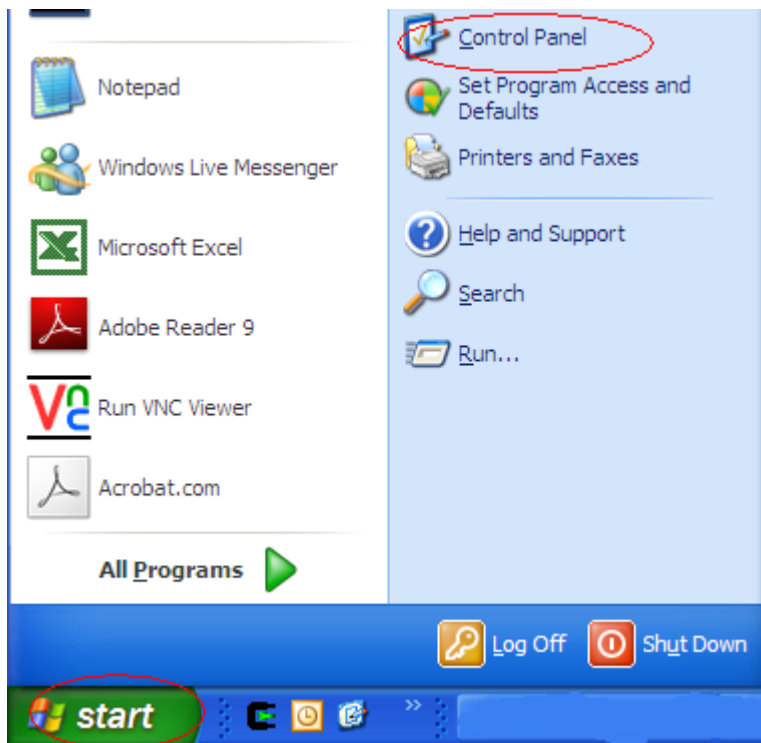 Notepad
Windows Live Messenger
Microsoft Excel
Adobe Reader 9
Run VNC Viewer
Acrobat.com
All Programs
Control Panel
Set Program Access and
Defaults
Printers and Faxes
Help and Support
Search
Run...
Log Off
Shut Down
start